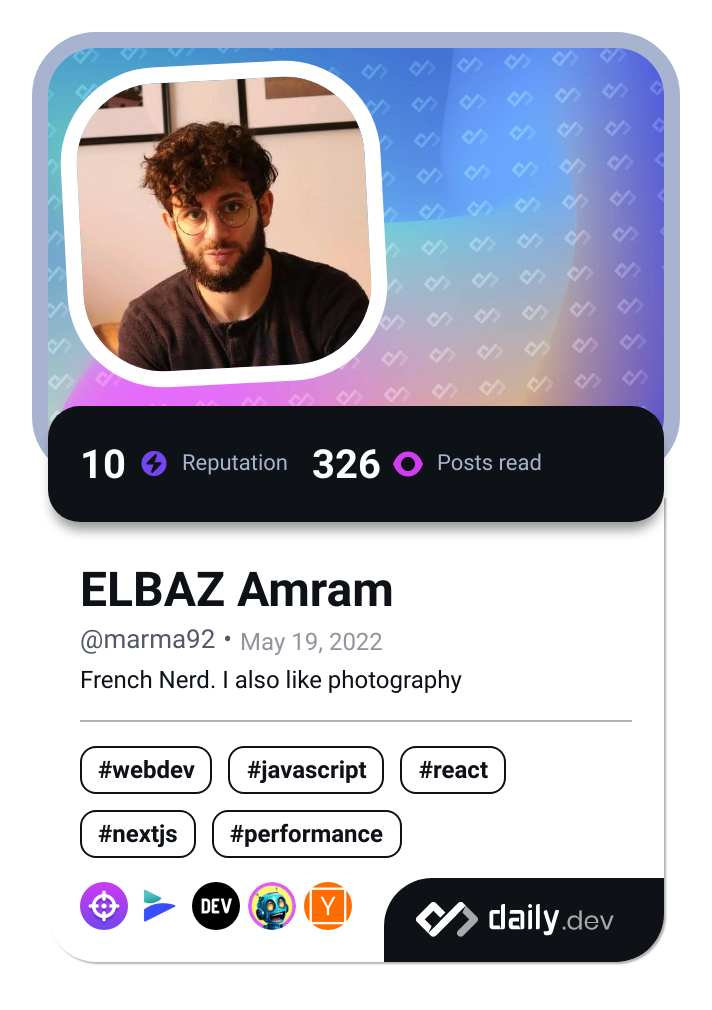 10 Reputation 326 Posts read
ELBAZ Amram
@marma92 • May 19, 2022
French Nerd. I also like photography
#webdev #javascript #react
#nextjs #performance
DEV Y daily.dev